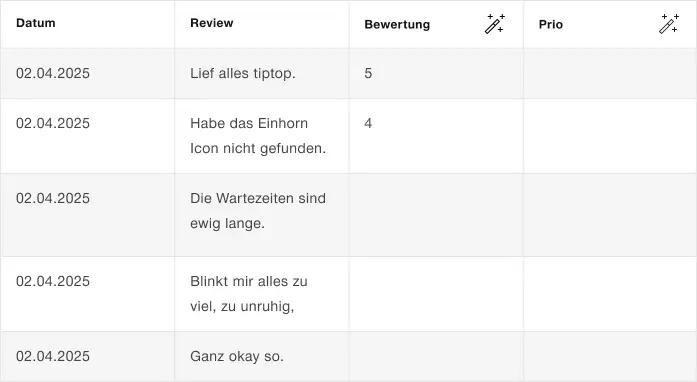 Datum Review Bewertung Prio
02.04.2025 Lief alles tiptop. 5
02.04.2025 Habe das Einhorn 4
Icon nicht gefunden.
02.04.2025 Die Wartezeiten sind
ewig lange.
02.04.2025 Blinkt mir alles zu
viel, zu unruhig,
02.04.2025 Ganz okay so.